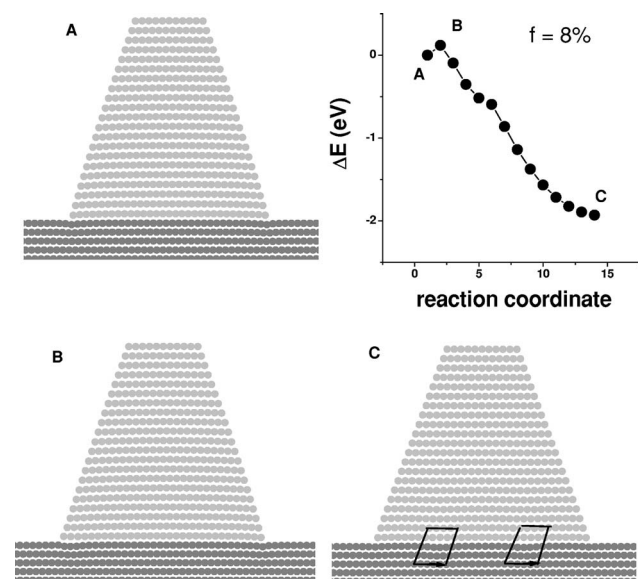 A
B
f = 8%
0
A
ΔE (eV)
-1
C
-2
0
5
10
15
reaction coordinate
B
C